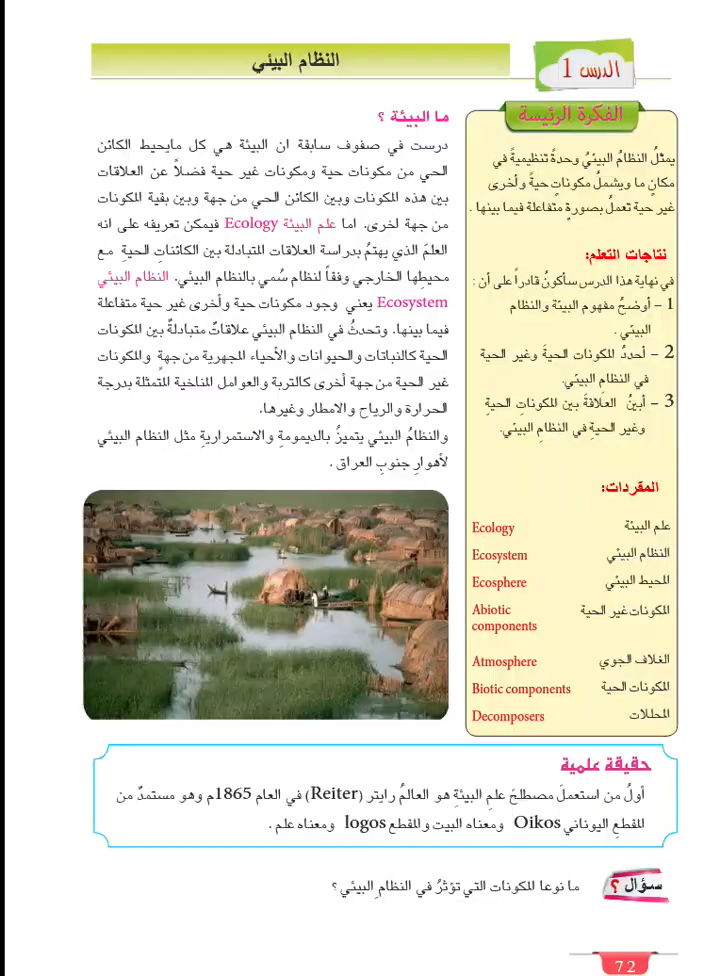 الدرس 1
النظام البيئي
الفكرة الرئيسة
يمثلُ النظامُ البيئيُ وحدةً تنظيميةً في
مكانٍ ما ويشملُ مكوناتٍ حيةً وأخرى
غير حية تعملُ بصورةٍ متفاعلة فيما بينها .
نتاجات التعلم:
في نهاية هذا الدرس سأكونُ قادراً على أن :
1 – أوضحُ مفهوم البيئة والنظام
البيئي .
2 – أحددُ المكونات الحيةَ وغير الحية
في النظام البيئي.
3 – أبينُ العلاقةَ بين المكوناتِ الحيةِ
وغير الحيةِ في النظامِ البيئي.
المفردات:
علم البيئة Ecology
النظام البيئي Ecosystem
المحيط البيئي Ecosphere
المكونات غير الحية Abiotic
components
الغلاف الجوي Atmosphere
المكونات الحية Biotic components
المحللات Decomposers
ما البيئة ؟
درست في صفوف سابقة ان البيئة هي كل مايحيط الكائن
الحي من مكونات حية ومكونات غير حية فضلاً عن العلاقات
بين هذه المكونات وبين الكائن الحي من جهة وبين بقية المكونات
من جهة اخرى. اما علم البيئة Ecology فيمكن تعريفه على انه
العلمَ الذي يهتمُ بدراسة العلاقات المتبادلة بين الكائناتِ الحيةِ مع
محيطِها الخارجي وفقاً لنظام سُمي بالنظام البيئي. النظام البيئي
Ecosystem يعني وجود مكونات حية وأخرى غير حية متفاعلة
فيما بينها. وتحدثُ في النظام البيئي علاقاتٌ متبادلةٌ بين المكونات
الحية كالنباتات والحيوانات والأحياء المجهرية من جهةٍ والمكونات
غير الحية من جهة أخرى كالتربة والعوامل المناخية المتمثلة بدرجة
الحرارة والرياح والامطار وغيرها.
والنظامُ البيئي يتميزُ بالديمومةِ والاستمراريةِ مثل النظام البيئي
لأهوارِ جنوبِ العراق .
حقيقة علمية
أولُ من استعملَ مصطلحَ علمِ البيئةِ هو العالمُ رايتر (Reiter) في العام 1865م وهو مستمدٌ من
المقطعِ اليوناني Oikos ومعناه البيت والمقطع logos ومعناه علم .
سؤال ؟
ما نوعا المكونات التي تؤثرُ في النظامِ البيئي ؟
72